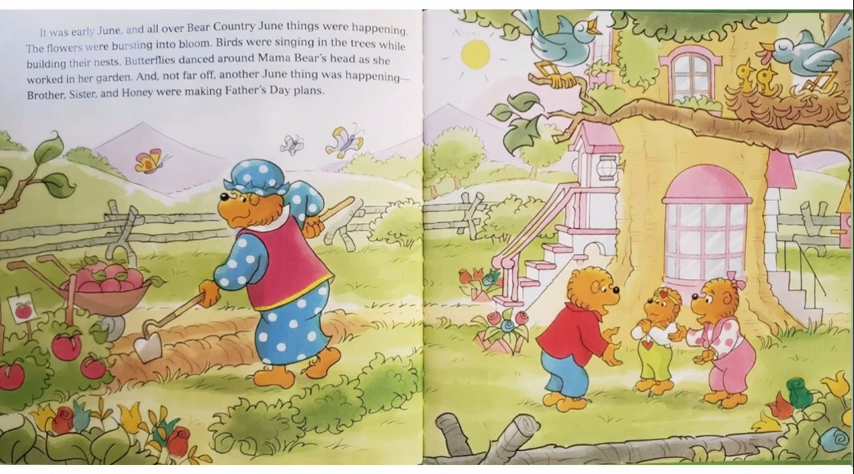 It was early June, and all over Bear Country June things were happening.
The flowers were bursting into bloom. Birds were singing in the trees while
building their nests. Butterflies danced around Mama Bear's head as she
worked in her garden. And, not far off, another June thing was happening—
Brother, Sister, and Honey were making Father's Day plans.